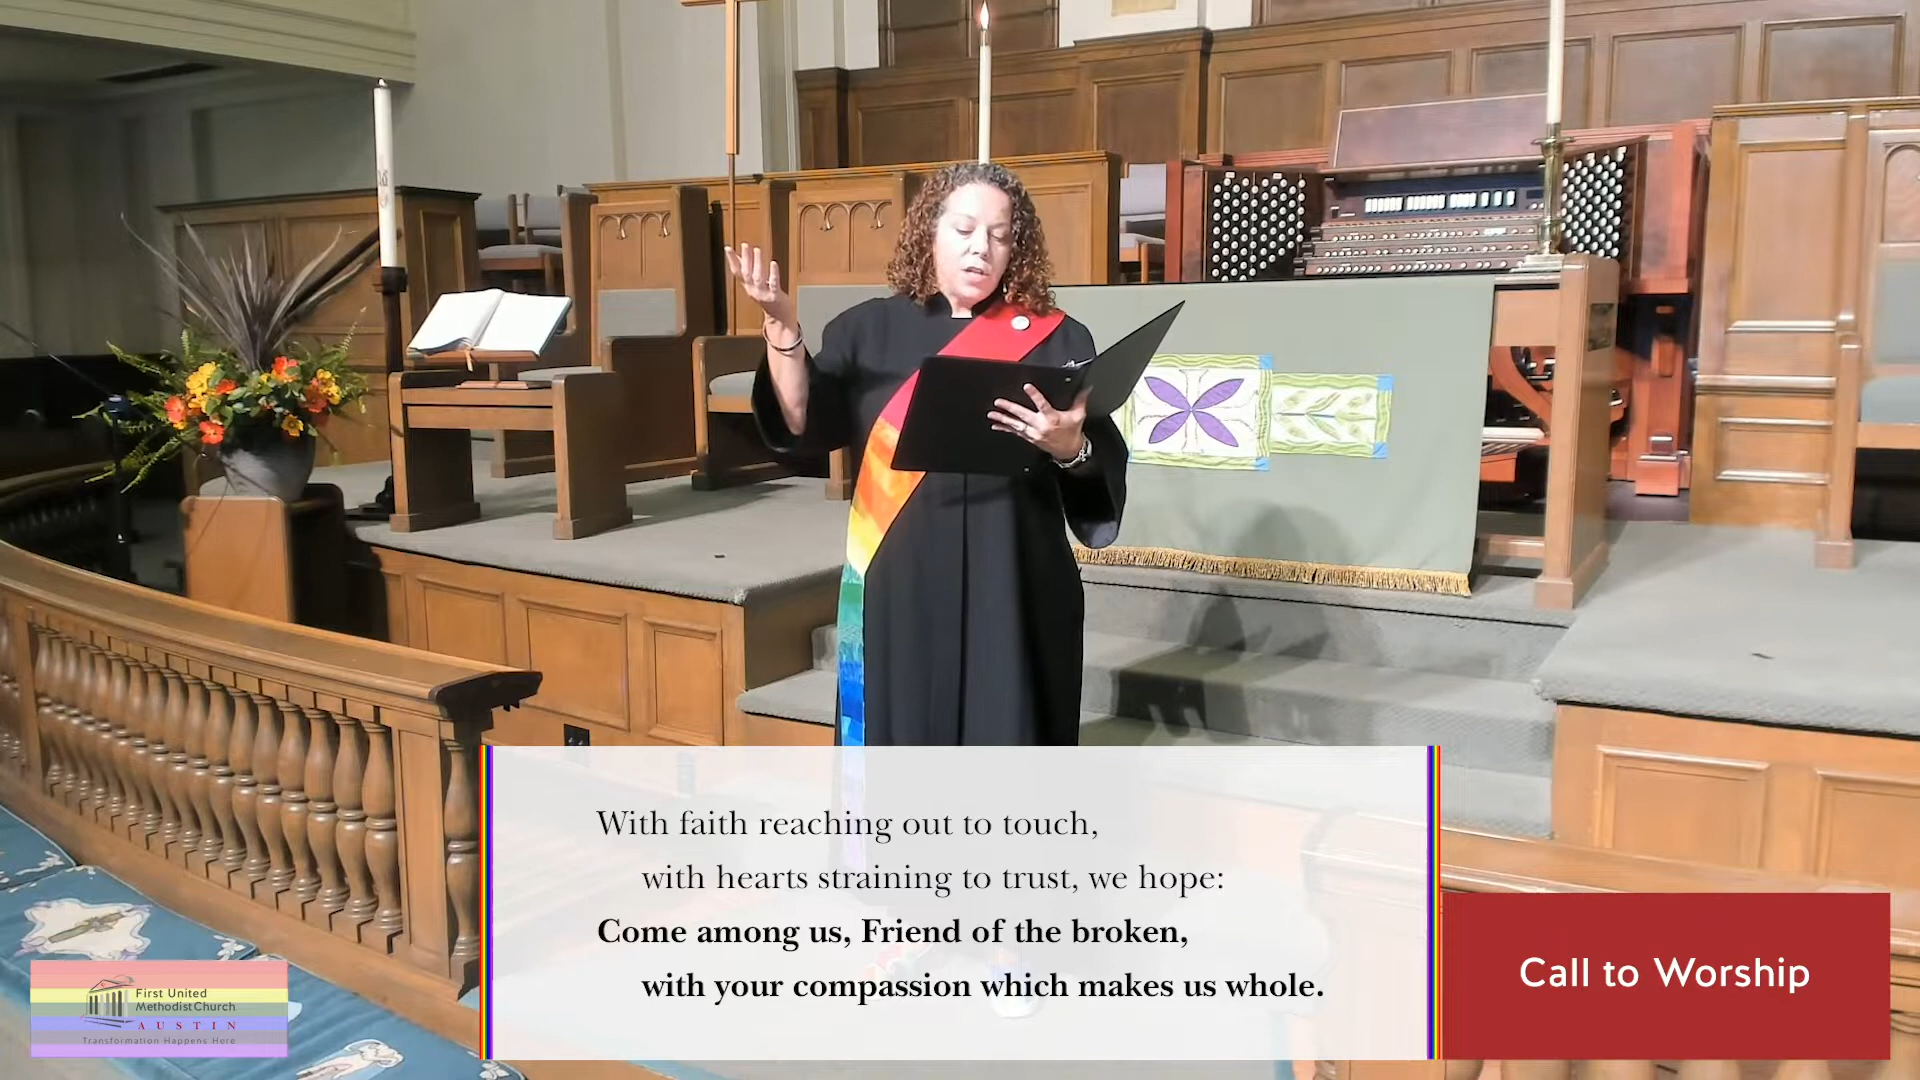 With faith reaching out to touch,
with hearts straining to trust, we hope:
Come among us, Friend of the broken,
with your compassion which makes us whole.
Call to Worship
First United
Methodist Church
AUSTIN
Transformation Happens Here